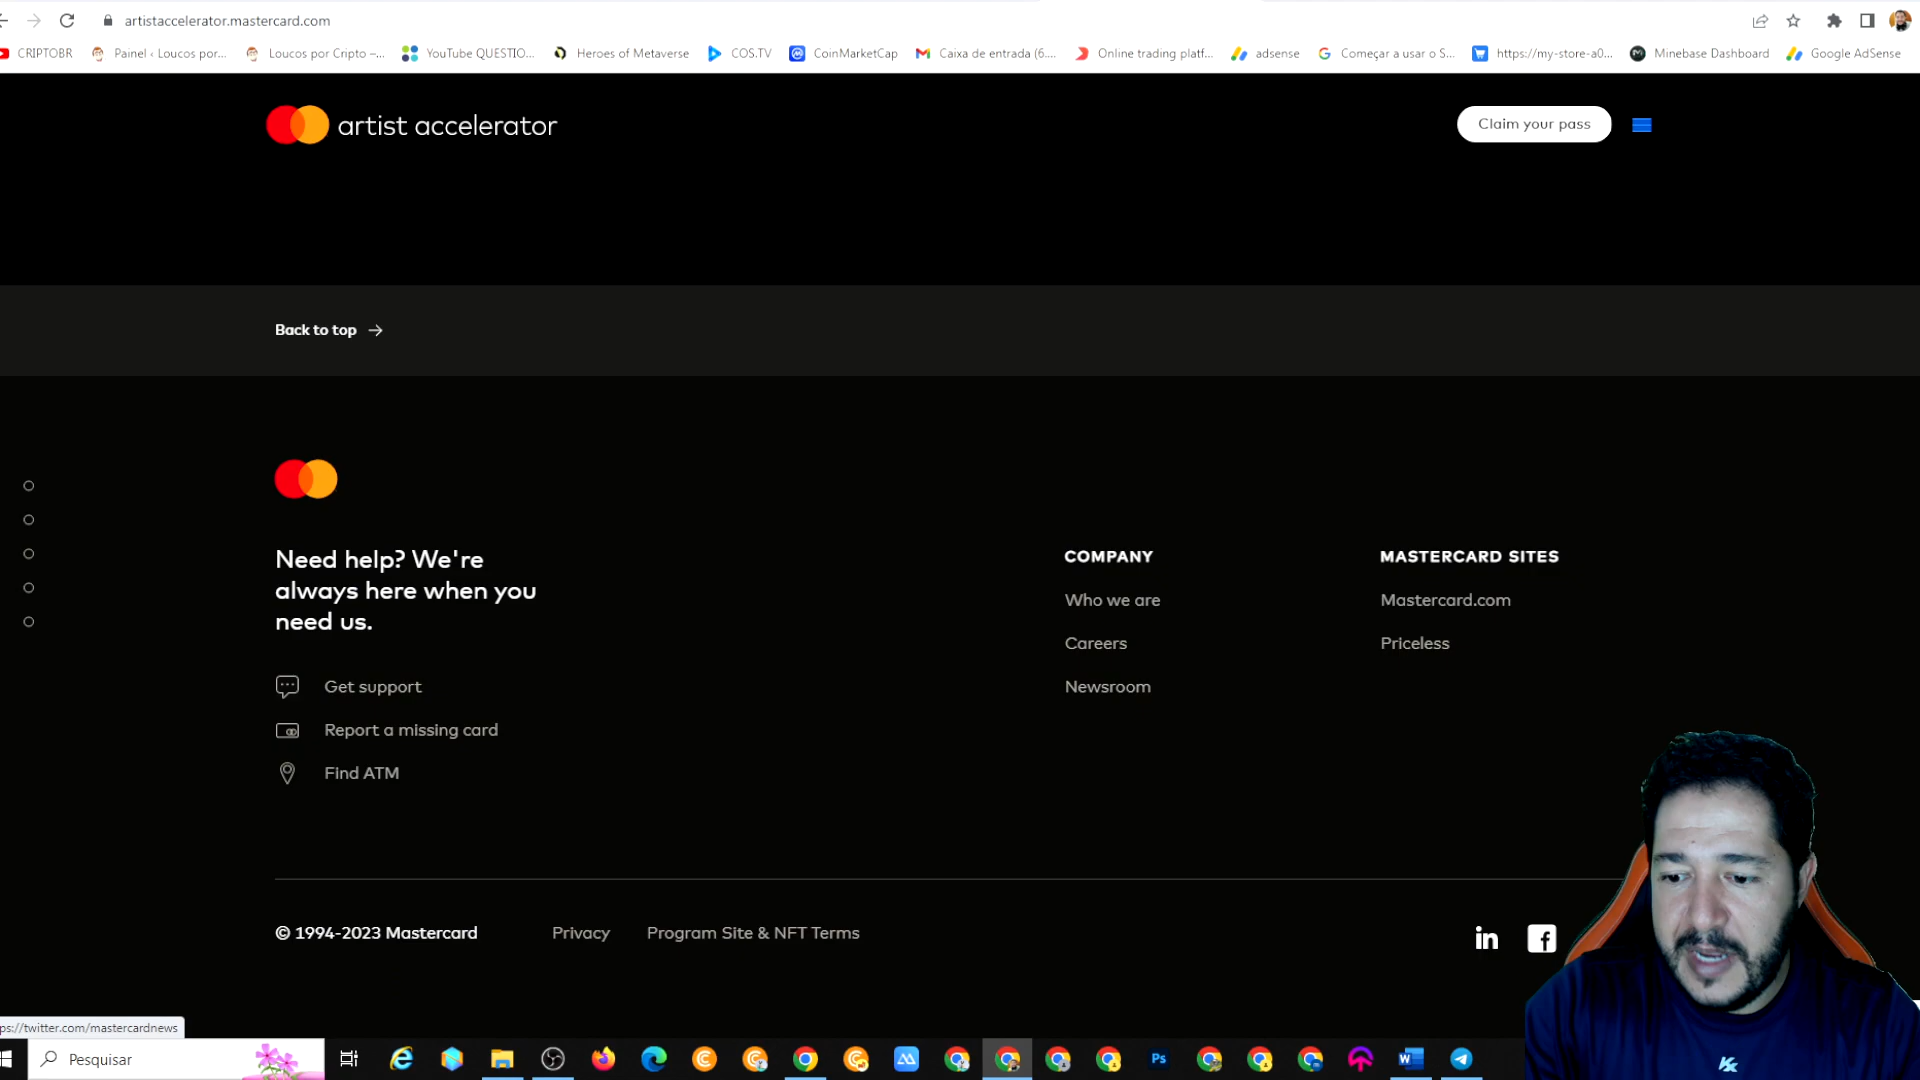 artistaccelerator.mastercard.com
CRIPTOBR
Painel ‹ Loucos por...
Loucos por Cripto –...
YouTube QUESTIO...
Heroes of Metaverse
COS.TV
CoinMarketCap
Caixa de entrada (6....
Online trading platf...
adsense
Começar a usar o S...
https://my-store-a0...
Minebase Dashboard
Google AdSense
artist accelerator
Claim your pass
Back to top
Need help? We're
always here when you
need us.
Get support
Report a missing card
Find ATM
COMPANY
Who we are
Careers
Newsroom
MASTERCARD SITES
Mastercard.com
Priceless
© 1994-2023 Mastercard
Privacy
Program Site & NFT Terms
in
f
ps://twitter.com/mastercardnews
Pesquisar
Ps
W